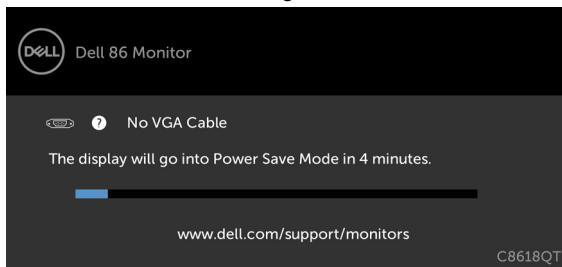 DELL Dell 86 Monitor
? No VGA Cable
The display will go into Power Save Mode in 4 minutes.
www.dell.com/support/monitors
C8618QT